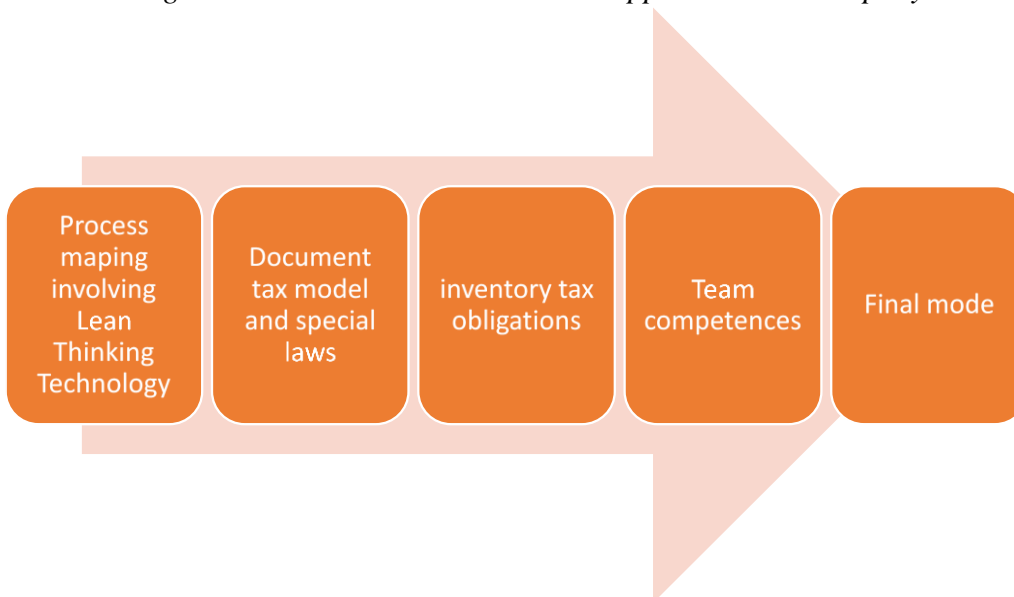 Process
maping
involving
Lean
Thinking
Technology
Document
tax model
and special
laws
inventory tax
obligations
Team
competences
Final mode